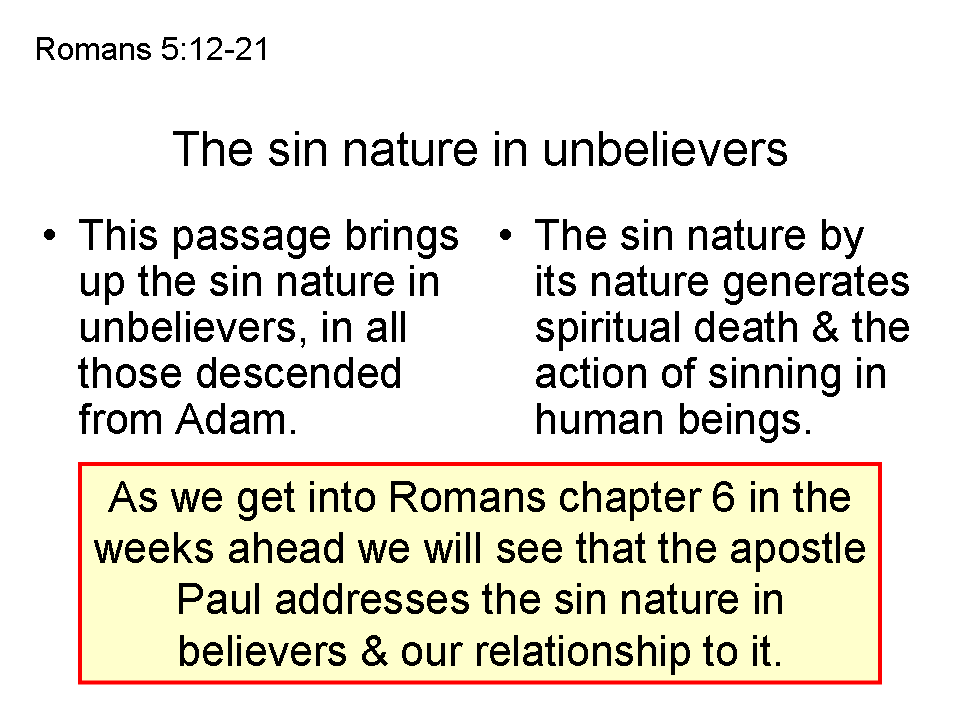 Romans 5:12-21
The sin nature in unbelievers
• This passage brings
up the sin nature in
unbelievers, in all
those descended
from Adam.
• The sin nature by
its nature generates
spiritual death & the
action of sinning in
human beings.
As we get into Romans chapter 6 in the
weeks ahead we will see that the apostle
Paul addresses the sin nature in
believers & our relationship to it.